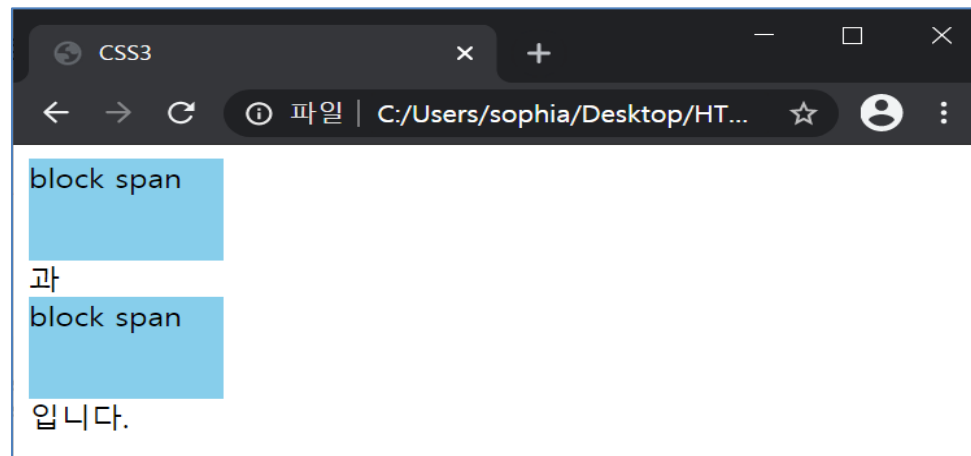 CSS3
파일 | C:/Users/sophia/Desktop/HT...
block span
과
block span
입니다.